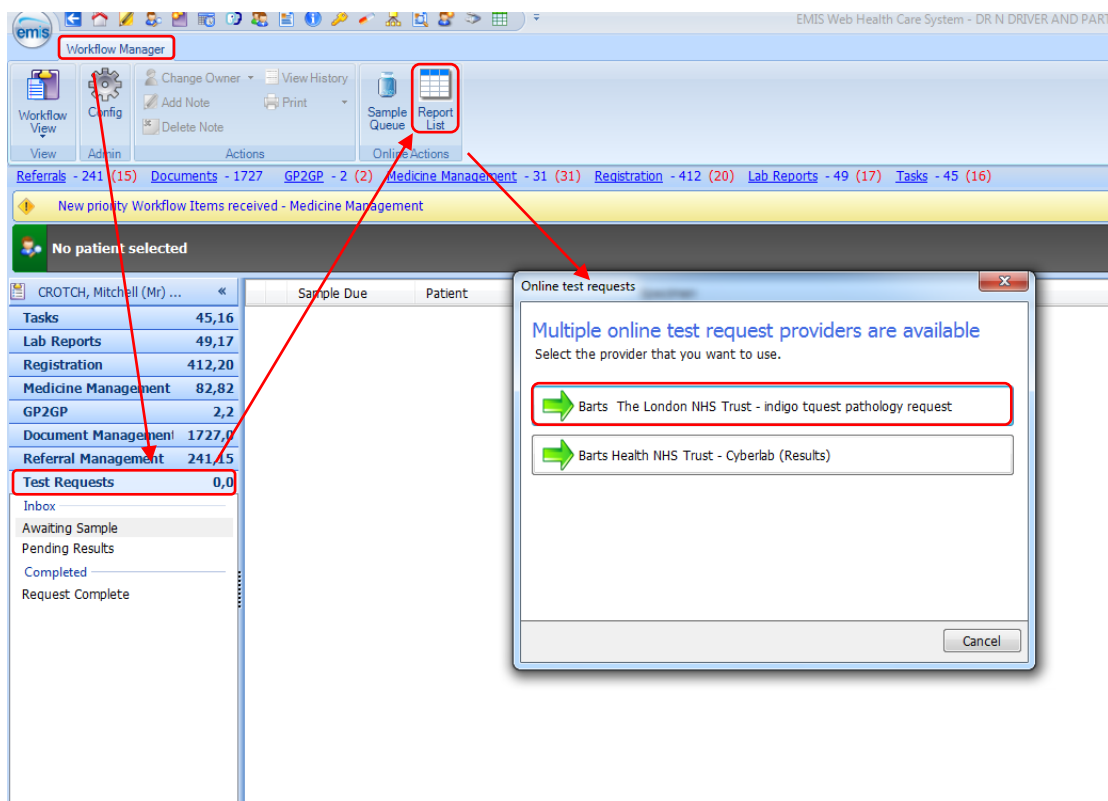 emis
EMIS Web Health Care System - DR N DRIVER AND PART
Workflow Manager
Workflow View
Config
Change Owner
Add Note
Delete Note
View History
Print
Sample Queue
Report List
View
Admin
Actions
Online Actions
Referrals - 241 (15) Documents - 1727 GP2GP - 2 (2) Medicine Management - 31 (31) Registration - 412 (20) Lab Reports - 49 (17) Tasks - 45 (16)
New priority Workflow Items received - Medicine Management
No patient selected
CROTCH, Mitchell (Mr) ... «
Tasks 45,16
Lab Reports 49,17
Registration 412,20
Medicine Management 82,82
GP2GP 2,2
Document Management 1727,0
Referral Management 241,15
Test Requests 0,0
Inbox
Awaiting Sample
Pending Results
Completed
Request Complete
Sample Due Patient
Online test requests
Multiple online test request providers are available
Select the provider that you want to use.
Barts The London NHS Trust - indigo tquest pathology request
Barts Health NHS Trust - Cyberlab (Results)
Cancel